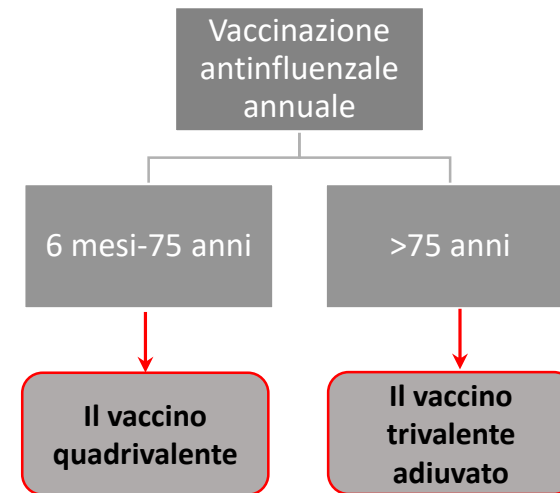 Vaccinazione
antinfluenzale
annuale
6 mesi-75 anni
>75 anni
Il vaccino
quadrivalente
Il vaccino
trivalente
adiuvato